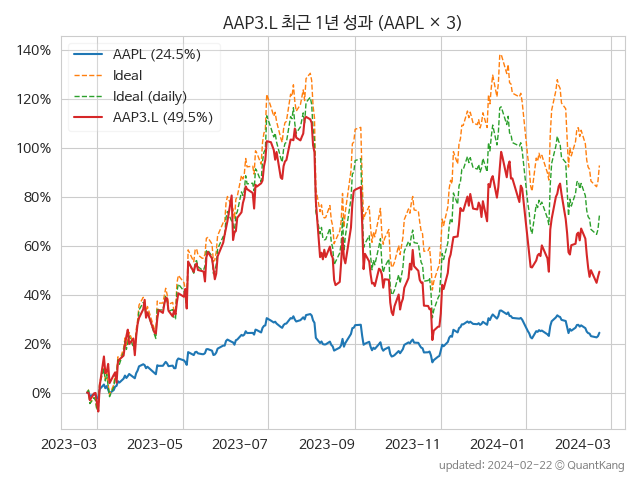 AAP3.L 최근 1년 성과 (AAPL × 3)
140%
120%
100%
80%
60%
40%
20%
0%
AAPL (24.5%)
Ideal
Ideal (daily)
AAP3.L (49.5%)
2023-03
2023-05
2023-07
2023-09
2023-11
2024-01
2024-03
updated: 2024-02-22 © QuantKang